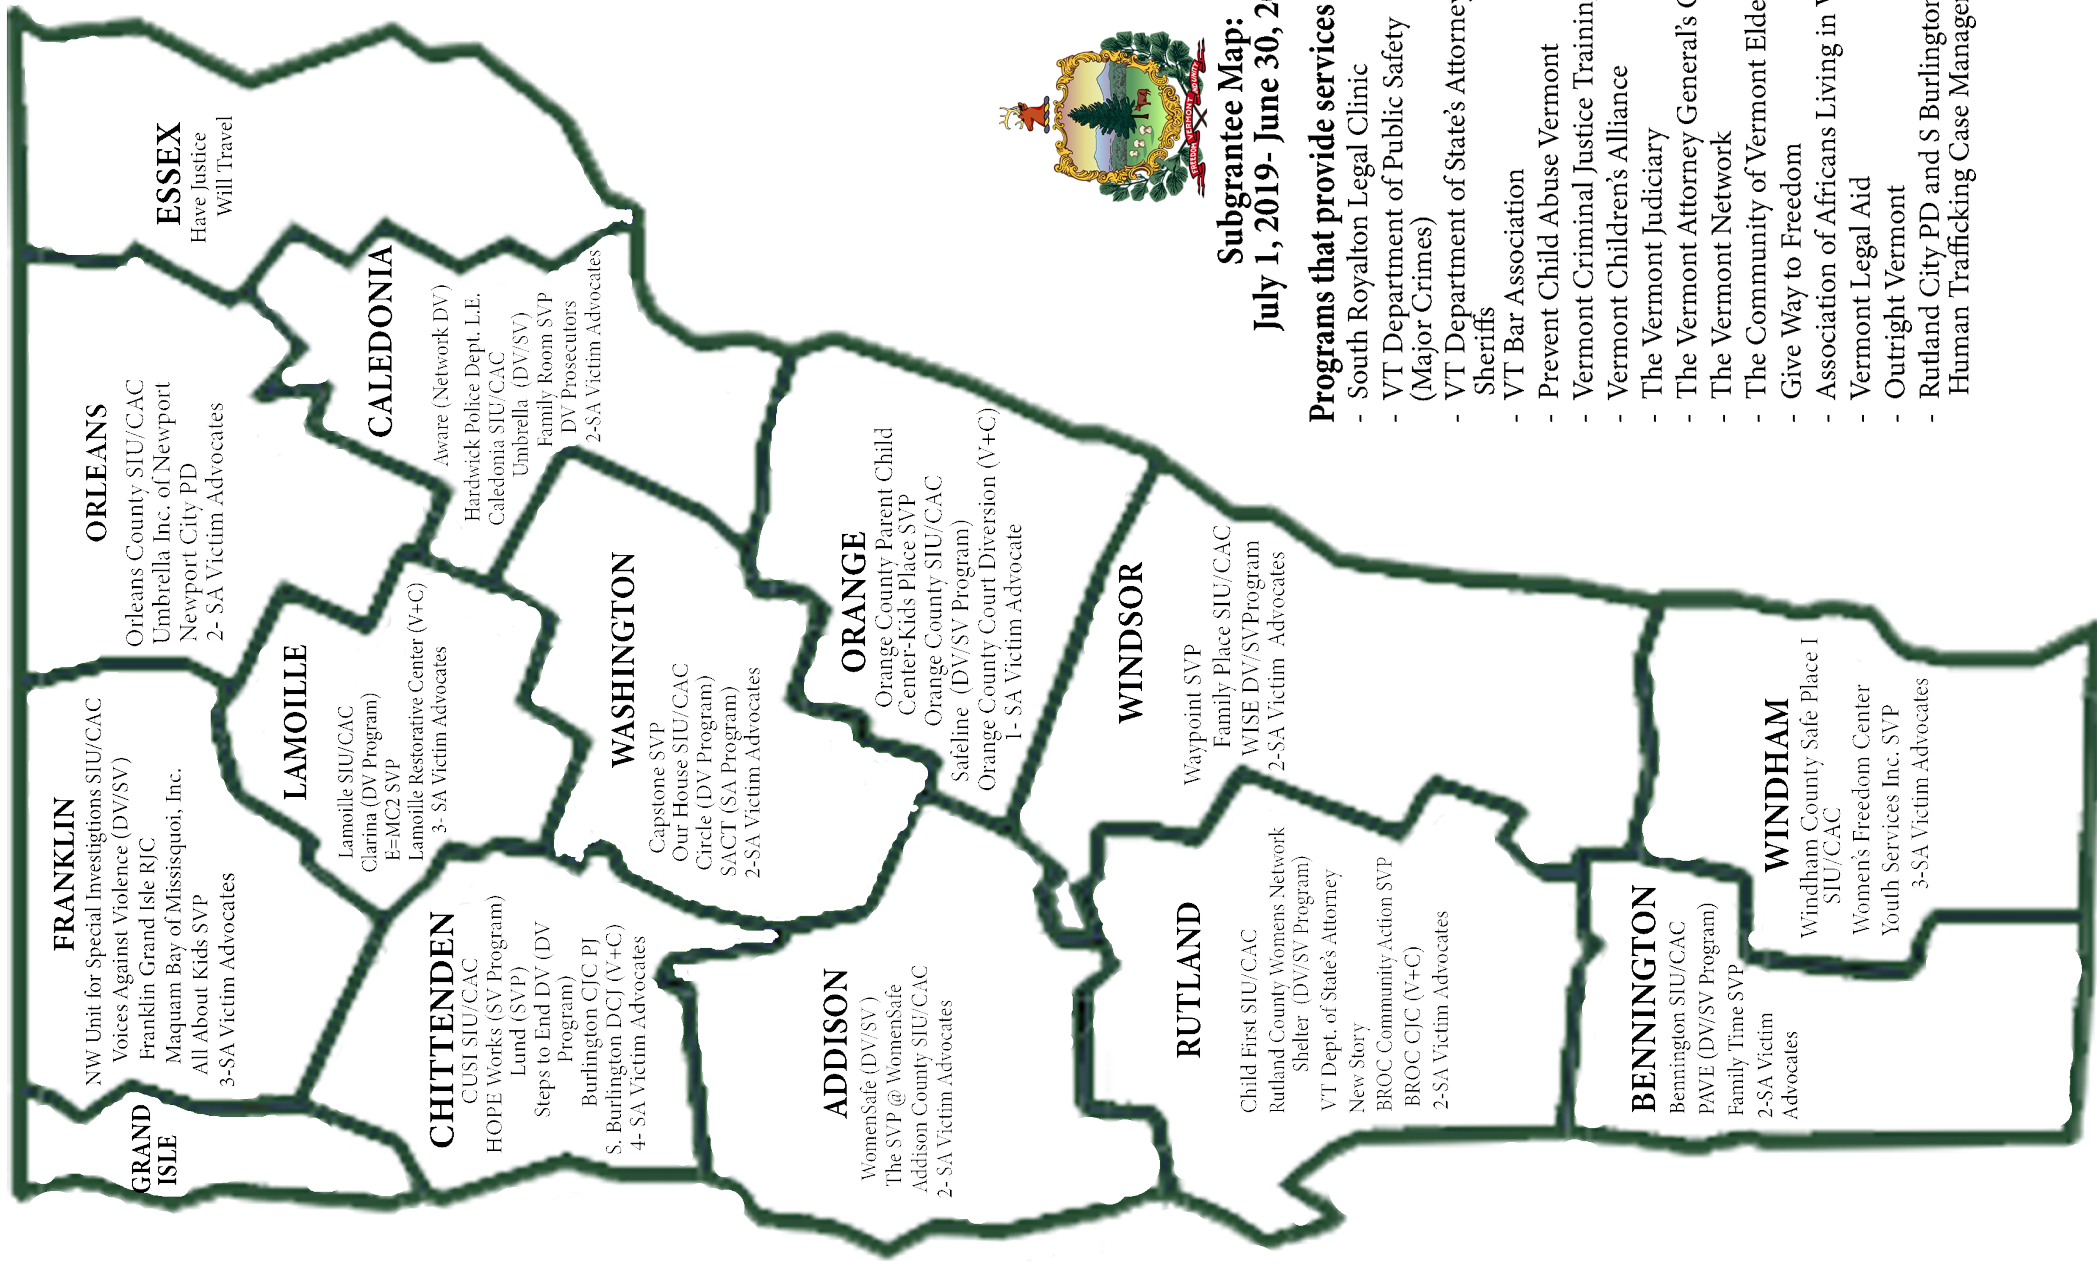 ESSEX
Have Justice
Will Travel
ORLEANS
Orleans County SIU/CAC
Umbrella Inc. of Newport
Newport City PD
2- SA Victim Advocates
FRANKLIN
NW Unit for Special Investigtions SIU/CAC
Voices Against Violence (DV/SV)
Franklin Grand Isle RJC
Maquam Bay of Missisquoi, Inc.
All About Kids SVP
3-SA Victim Advocates
GRAND
ISLE
CALEDONIA
Aware (Network DV)
Hardwick Police Dept. L.E.
Caledonia SIU/CAC
Umbrella (DV/SV)
Family Room SVP
DV Prosecutors
2-SA Victim Advocates
LAMOILLE
Lamoille SIU/CAC
Clarina (DV Program)
E=MC2 SVP
Lamoille Restorative Center (V+C)
3- SA Victim Advocates
CHITTENDEN
CUSI SIU/CAC
HOPE Works (SV Program)
Lund (SVP)
Steps to End DV (DV
Program)
Burlington CJC PJ
S. Burlington DCJ (V+C)
4- SA Victim Advocates
WASHINGTON
Capstone SVP
Our House SIU/CAC
Circle (DV Program)
SACT (SA Program)
2-SA Victim Advocates
ORANGE
Orange County Parent Child
Center-Kids Place SVP
Orange County SIU/CAC
Safeline (DV/SV Program)
Orange County Court Diversion (V+C)
1- SA Victim Advocate
ADDISON
WomenSafe (DV/SV )
The SVP @ WomenSafe
Addison County SIU/CAC
2- SA Victim Advocates
WINDSOR
Waypoint SVP
Family Place SIU/CAC
WISE DV/SVProgram
2-SA Victim Advocates
RUTLAND
Child First SIU/CAC
Rutland County Womens Network
Shelter (DV/SV Program)
VT Dept. of State's Attorney
New Story
BROC Community Action SVP
BROC CJC (V+C)
2-SA Victim Advocates
BENNINGTON
Bennington SIU/CAC
PAVE (DV/SV Program)
Family Time SVP
2-SA Victim
Advocates
WINDHAM
Windham County Safe Place I
SIU/CAC
Women's Freedom Center
Youth Services Inc. SVP
3-SA Victim Advocates
FREEDOM VERMONT AND UNITY
Subgrantee Map:
July 1, 2019- June 30, 2
Programs that provide services
- South Royalton Legal Clinic
- VT Department of Public Safety
(Major Crimes)
- VT Department of State's Attorney
Sheriffs
- VT Bar Association
- Prevent Child Abuse Vermont
- Vermont Criminal Justice Trainin
- Vermont Children's Alliance
- The Vermont Judiciary
- The Vermont Attorney General's
- The Vermont Network
- The Community of Vermont Elde
- Give Way to Freedom
- Association of Africans Living in
- Vermont Legal Aid
- Outright Vermont
- Rutland City PD and S Burlington
Human Trafficking Case Manage